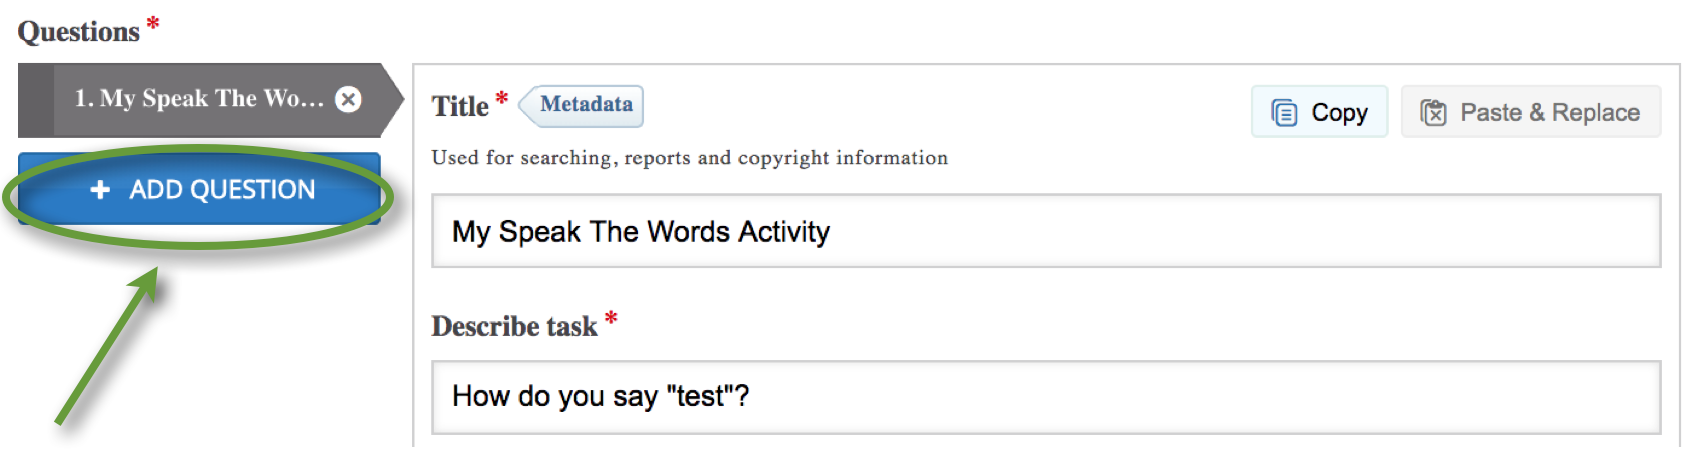 Questions *
1. My Speak The Wo...
+ ADD QUESTION
Title * Metadata
Copy
Paste & Replace
Used for searching, reports and copyright information
My Speak The Words Activity
Describe task *
How do you say "test"?